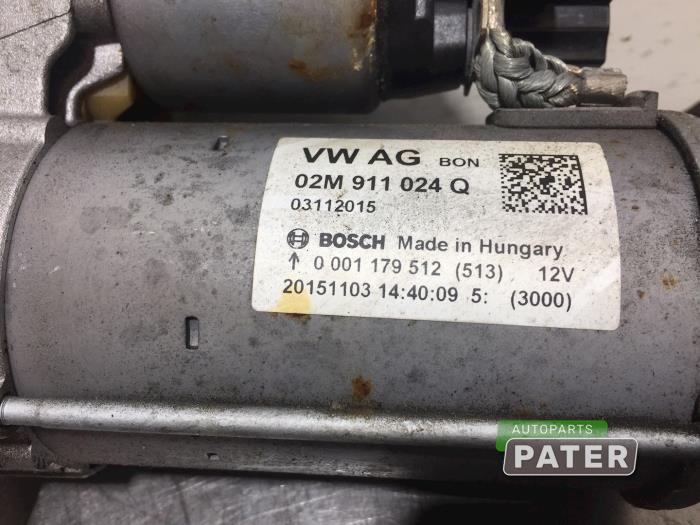 VW AG BON
02M 911 024 Q
03112015
BOSCH Made in Hungary
↑ 0 001 179 512 (513) 12V
20151103 14:40:09 5: (3000)
AUTOPARTS
PATER